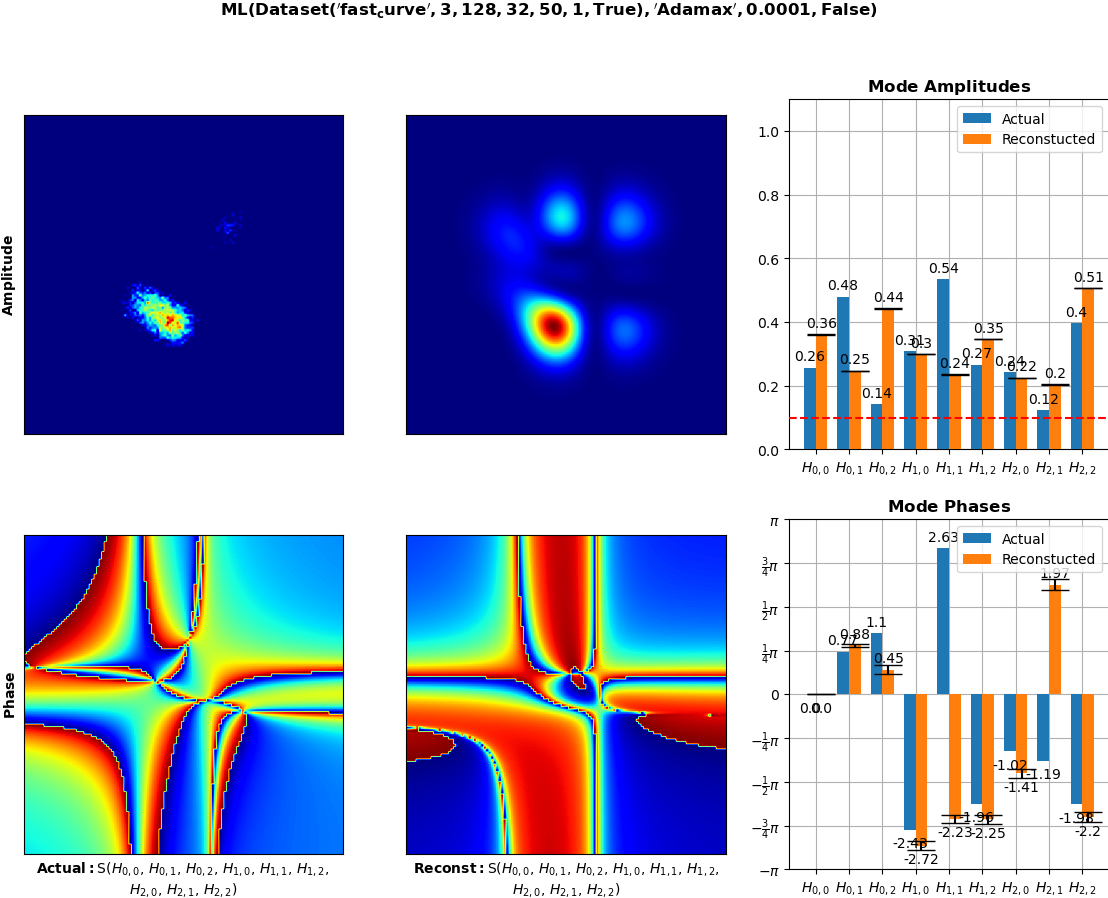 ML(Dataset('fast_curve', 3, 128, 32, 50, 1, True), 'Adamax', 0.0001, False)
Amplitude
Mode Amplitudes
Actual
Reconstucted
1.0
0.8
0.6
0.4
0.2
0.0
0.26
0.36
0.48
0.25
0.14
0.44
0.31
0.3
0.54
0.24
0.27
0.35
0.24
0.22
0.12
0.2
0.4
0.51
H0,0 H0,1 H0,2 H1,0 H1,1 H1,2 H2,0 H2,1 H2,2
Phase
Mode Phases
Actual
Reconstucted
π
3/4π
1/2π
1/4π
0
−1/4π
−1/2π
−3/4π
−π
0.0
0.0
0.77
0.88
1.1
0.45
-2.43
-2.72
2.63
-2.23
-1.96
-2.25
-1.02
-1.41
-1.19
1.97
-1.98
-2.2
H0,0 H0,1 H0,2 H1,0 H1,1 H1,2 H2,0 H2,1 H2,2
Actual: S(H0,0, H0,1, H0,2, H1,0, H1,1, H1,2,
H2,0, H2,1, H2,2)
Reconst: S(H0,0, H0,1, H0,2, H1,0, H1,1, H1,2,
H2,0, H2,1, H2,2)